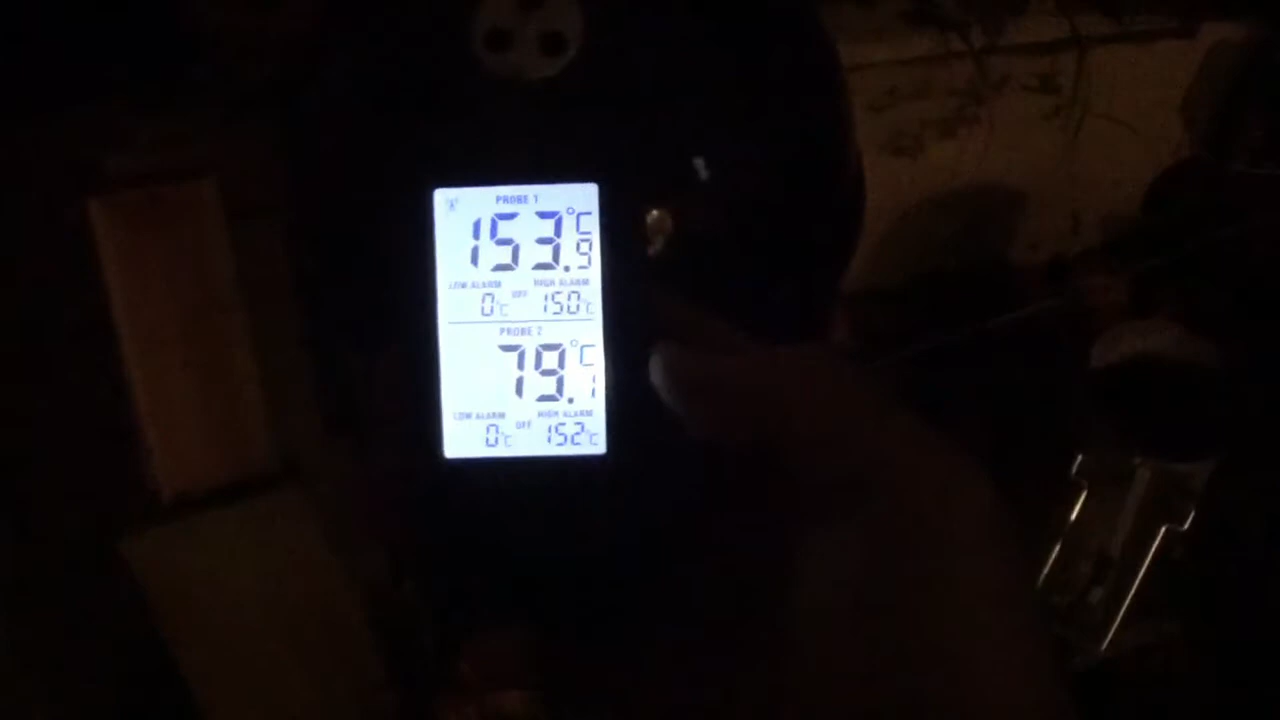 PROBE 1
153.9°C
LOW ALARM OFF HIGH ALARM
0°C 150°C
PROBE 2
79.1°C
LOW ALARM OFF HIGH ALARM
0°C 152°C